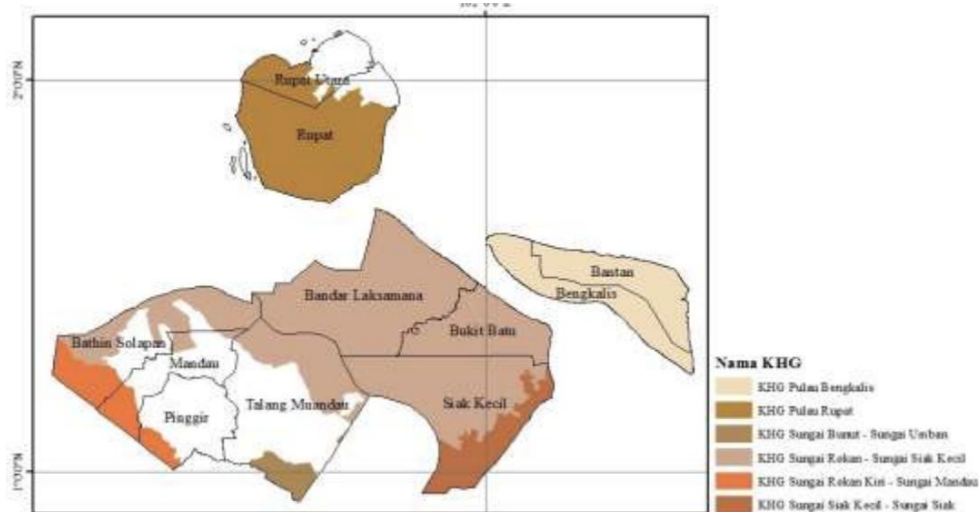 2°0'0"N
Rupat Utara
Rupat
Bantan
Bengkalis
Bandar Laksamana
Bukit Batu
Bathin Solapan
Mandau
Pinggir
Talang Muandau
Siak Kecil
1°0'0"N
Nama KHG
KHG Pulau Bengkalis
KHG Pulau Rupat
KHG Sungai Bunut - Sungai Umban
KHG Sungai Rokan - Sungai Siak Kecil
KHG Sungai Rokan Kiri - Sungai Mandau
KHG Sungai Siak Kecil - Sungai Siak